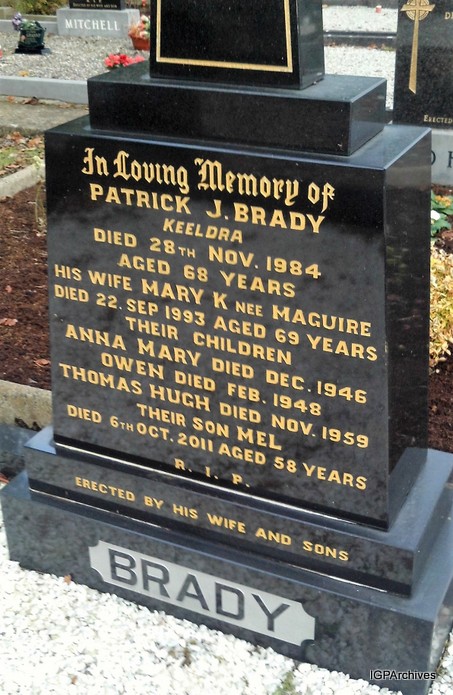 MITCHELL
In Loving Memory of
PATRICK J. BRADY
KEELDRA
DIED 28TH NOV. 1984
AGED 68 YEARS
HIS WIFE MARY K NEE MAGUIRE
DIED 22. SEP 1993 AGED 69 YEARS
THEIR CHILDREN
ANNA MARY DIED DEC. 1946
OWEN DIED FEB. 1948
THOMAS HUGH DIED NOV. 1959
THEIR SON MEL
DIED 6TH OCT. 2011 AGED 58 YEARS
R. I. P.
ERECTED BY HIS WIFE AND SONS
BRADY
ERECTED
IGPArchives